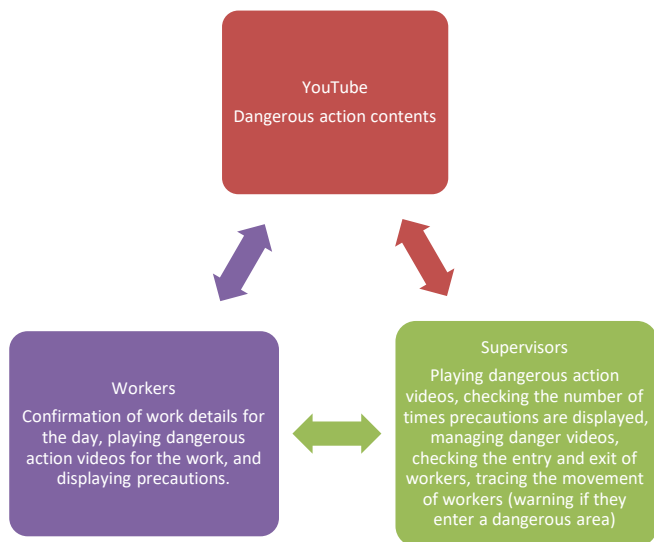 YouTube
Dangerous action contents
Workers
Confirmation of work details for
the day, playing dangerous
action videos for the work, and
displaying precautions.
Supervisors
Playing dangerous action
videos, checking the number of
times precautions are displayed,
managing danger videos,
checking the entry and exit of
workers, tracing the movement
of workers (warning if they
enter a dangerous area)